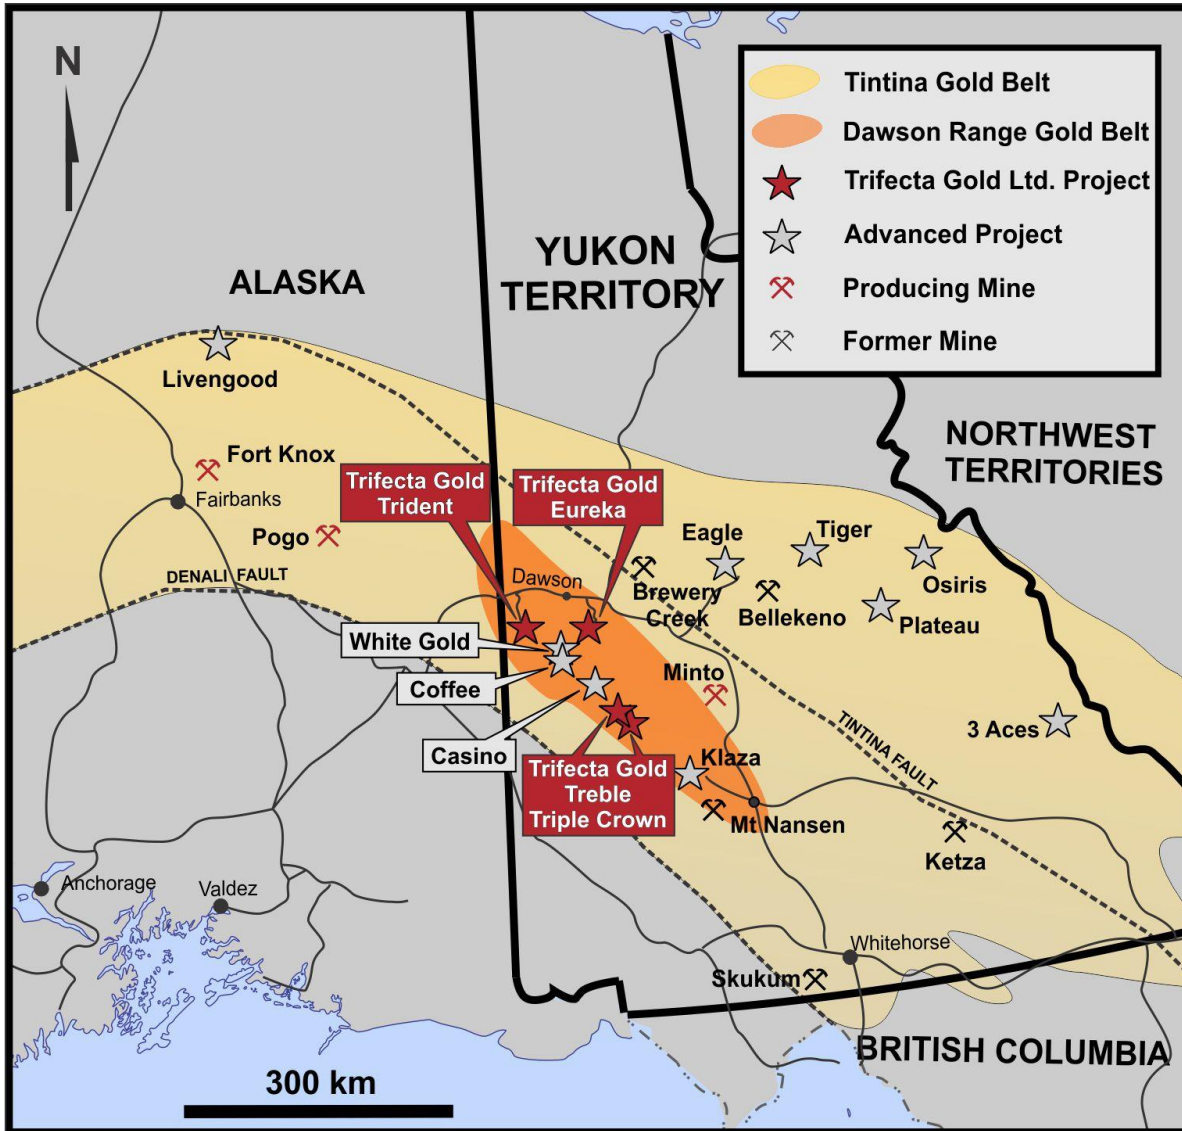 N
Tintina Gold Belt
Dawson Range Gold Belt
Trifecta Gold Ltd. Project
Advanced Project
Producing Mine
Former Mine
YUKON
TERRITORY
ALASKA
Livengood
NORTHWEST
TERRITORIES
Fort Knox
Fairbanks
Trifecta Gold
Trident
Trifecta Gold
Eureka
Pogo
Eagle
Tiger
Osiris
DENALI FAULT
Dawson
Brewery
Creek
Bellekeno
Plateau
White Gold
Coffee
Minto
Casino
3 Aces
TINTINA FAULT
Klaza
Trifecta Gold
Treble
Triple Crown
Mt Nansen
Ketza
Anchorage
Valdez
Whitehorse
Skukum
BRITISH COLUMBIA
300 km